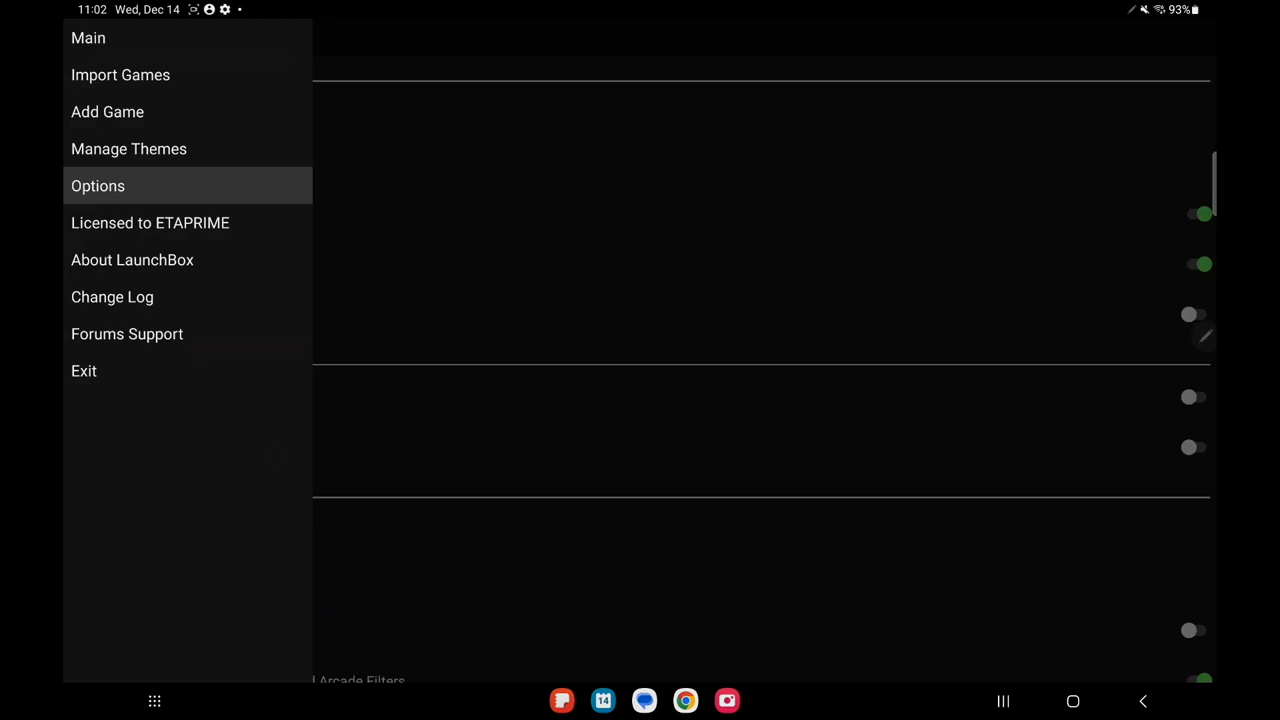 11:02 Wed, Dec 14
93%
Main
Import Games
Add Game
Manage Themes
Options
Licensed to ETAPRIME
About LaunchBox
Change Log
Forums Support
Exit
Arcade Filters
14